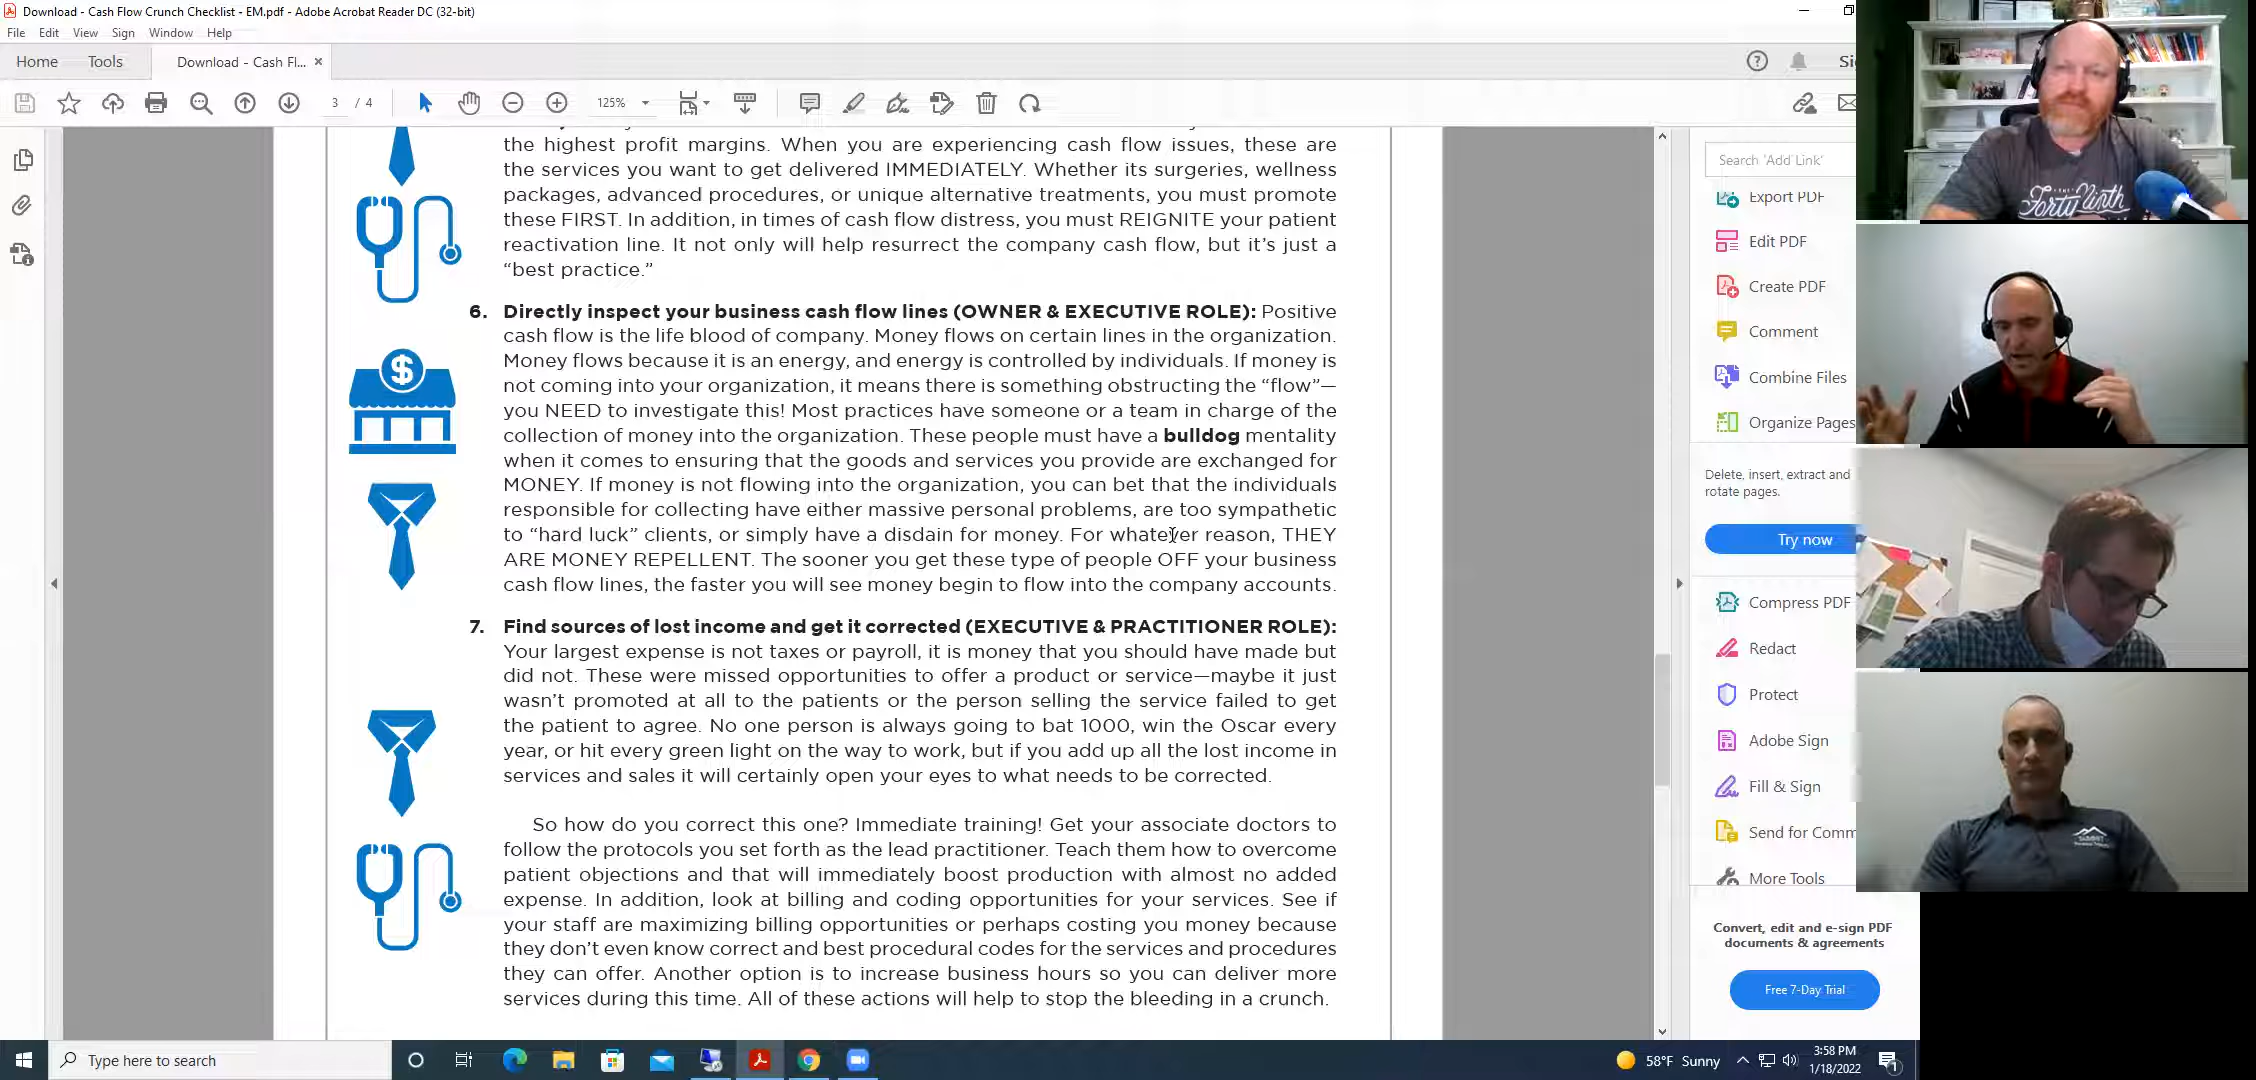 Download - Cash Flow Crunch Checklist - EM.pdf - Adobe Acrobat Reader DC (32-bit)
File Edit View Sign Window Help
Home Tools Download - Cash Fl... ×
3 / 4 125%
Search 'Add Link'
the highest profit margins. When you are experiencing cash flow issues, these are
the services you want to get delivered IMMEDIATELY. Whether its surgeries, wellness
packages, advanced procedures, or unique alternative treatments, you must promote
these FIRST. In addition, in times of cash flow distress, you must REIGNITE your patient
reactivation line. It not only will help resurrect the company cash flow, but it's just a
“best practice.”
6. Directly inspect your business cash flow lines (OWNER & EXECUTIVE ROLE): Positive
cash flow is the life blood of company. Money flows on certain lines in the organization.
Money flows because it is an energy, and energy is controlled by individuals. If money is
not coming into your organization, it means there is something obstructing the “flow”—
you NEED to investigate this! Most practices have someone or a team in charge of the
collection of money into the organization. These people must have a bulldog mentality
when it comes to ensuring that the goods and services you provide are exchanged for
MONEY. If money is not flowing into the organization, you can bet that the individuals
responsible for collecting have either massive personal problems, are too sympathetic
to “hard luck” clients, or simply have a disdain for money. For whatever reason, THEY
ARE MONEY REPELLENT. The sooner you get these type of people OFF your business
cash flow lines, the faster you will see money begin to flow into the company accounts.
7. Find sources of lost income and get it corrected (EXECUTIVE & PRACTITIONER ROLE):
Your largest expense is not taxes or payroll, it is money that you should have made but
did not. These were missed opportunities to offer a product or service—maybe it just
wasn't promoted at all to the patients or the person selling the service failed to get
the patient to agree. No one person is always going to bat 1000, win the Oscar every
year, or hit every green light on the way to work, but if you add up all the lost income in
services and sales it will certainly open your eyes to what needs to be corrected.
So how do you correct this one? Immediate training! Get your associate doctors to
follow the protocols you set forth as the lead practitioner. Teach them how to overcome
patient objections and that will immediately boost production with almost no added
expense. In addition, look at billing and coding opportunities for your services. See if
your staff are maximizing billing opportunities or perhaps costing you money because
they don't even know correct and best procedural codes for the services and procedures
they can offer. Another option is to increase business hours so you can deliver more
services during this time. All of these actions will help to stop the bleeding in a crunch.
Export PDF
Edit PDF
Create PDF
Comment
Combine Files
Organize Pages
Delete, insert, extract and
rotate pages.
Try now
Compress PDF
Redact
Protect
Adobe Sign
Fill & Sign
Send for Comm
More Tools
Convert, edit and e-sign PDF
documents & agreements
Free 7-Day Trial
Forty Ninth
SUMMIT
Type here to search
58°F Sunny
3:58 PM
1/18/2022
1